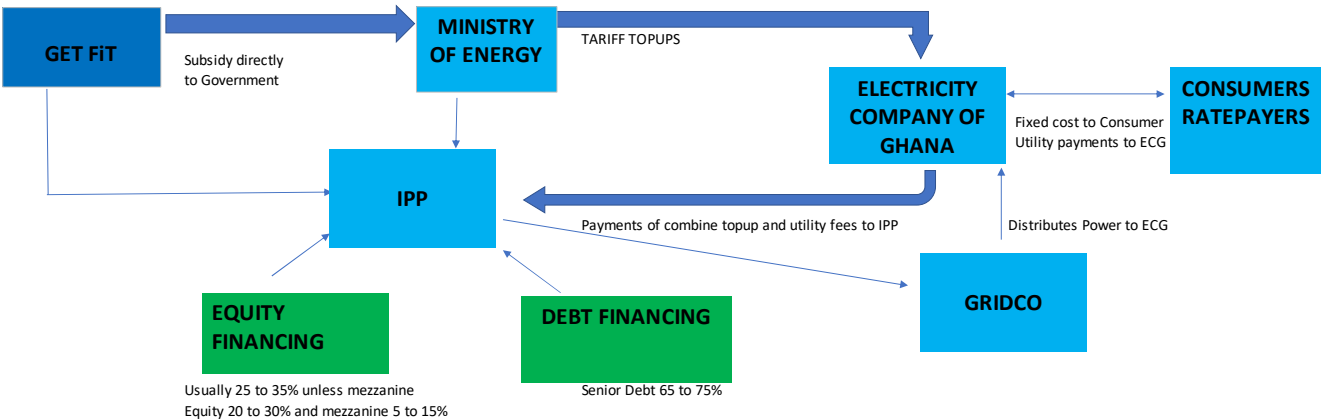 GET FiT
Subsidy directly
to Government
MINISTRY
OF ENERGY
TARIFF TOPUPS
ELECTRICITY
COMPANY OF
GHANA
Fixed cost to Consumer
Utility payments to ECG
CONSUMERS
RATEPAYERS
IPP
Payments of combine topup and utility fees to IPP
Distributes Power to ECG
GRIDCO
EQUITY
FINANCING
Usually 25 to 35% unless mezzanine
Equity 20 to 30% and mezzanine 5 to 15%
DEBT FINANCING
Senior Debt 65 to 75%